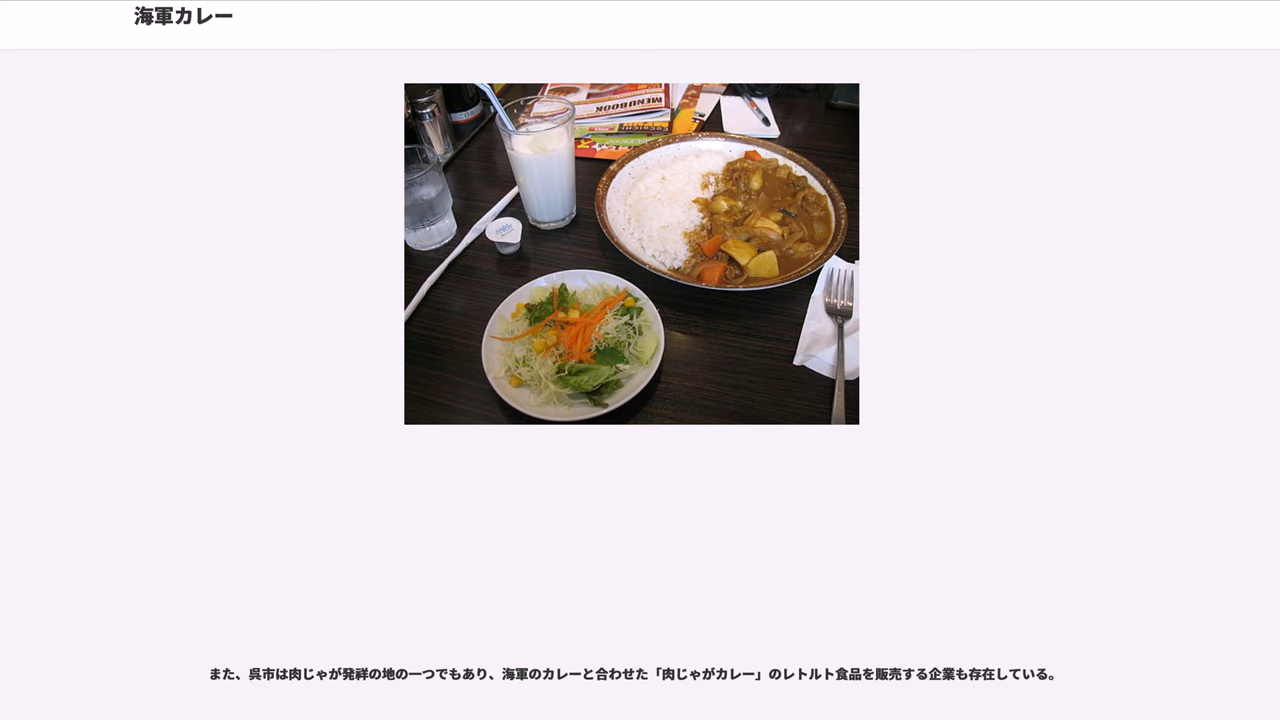 海軍カレー
MENU BOOK
CoCoICHI
また、呉市は肉じゃが発祥の地の一つでもあり、海軍のカレーと合わせた「肉じゃがカレー」のレトルト食品を販売する企業も存在している。